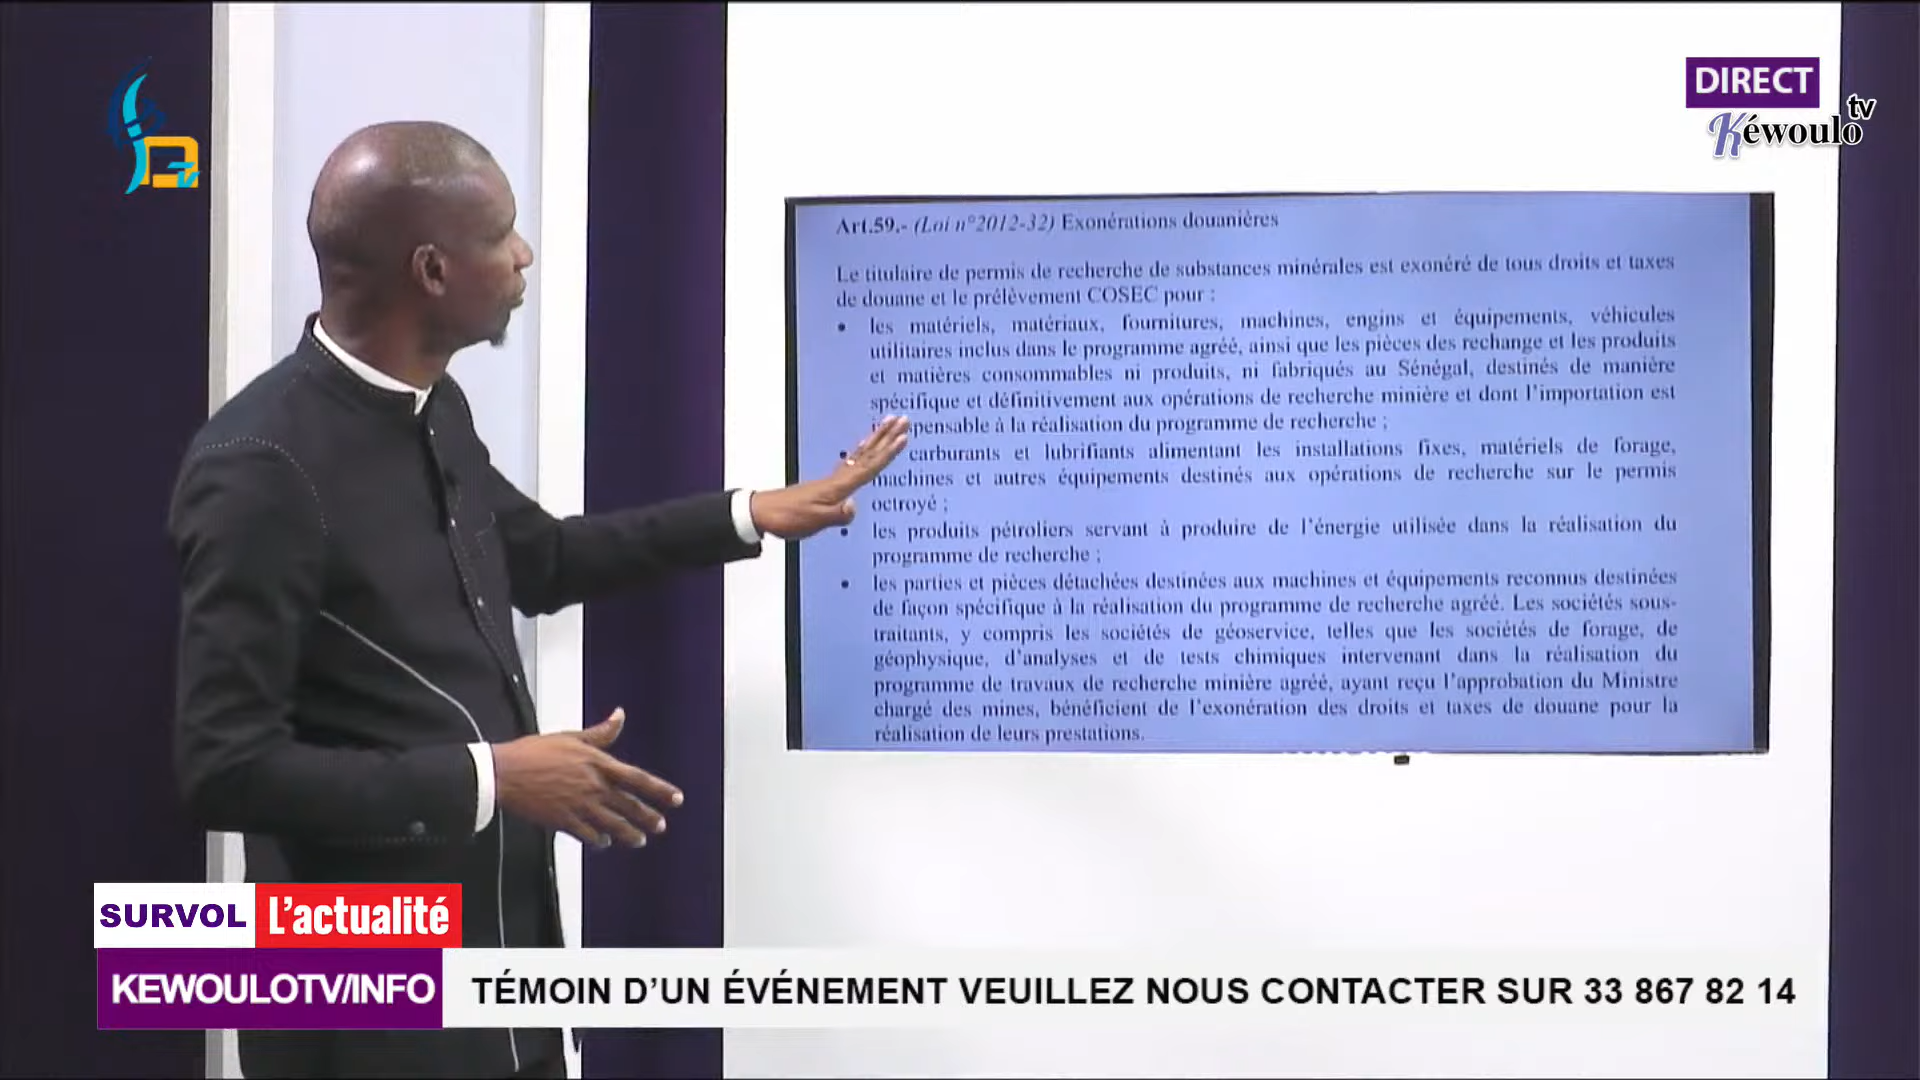 DIRECT
Kéwoulo tv
Art.59.- (Loi n°2012-32) Exonérations douanières
Le titulaire de permis de recherche de substances minérales est exonéré de tous droits et taxes
de douane et le prélèvement COSEC pour :
• les matériels, matériaux, fournitures, machines, engins et équipements, véhicules
utilitaires inclus dans le programme agréé, ainsi que les pièces des rechange et les produits
et matières consommables ni produits, ni fabriqués au Sénégal, destinés de manière
spécifique et définitivement aux opérations de recherche minière et dont l'importation est
à la réalisation du programme de recherche ;
• carburants et lubrifiants alimentant les installations fixes, matériels de forage,
machines et autres équipements destinés aux opérations de recherche sur le permis
octroyé ;
• les produits pétroliers servant à produire de l'énergie utilisée dans la réalisation du
programme de recherche ;
• les parties et pièces détachées destinées aux machines et équipements reconnus destinées
de façon spécifique à la réalisation du programme de recherche agréé. Les sociétés sous-
traitants, y compris les sociétés de géoservice, telles que les sociétés de forage, de
géophysique, d'analyses et de tests chimiques intervenant dans la réalisation du
programme de travaux de recherche minière agréé, ayant reçu l'approbation du Ministre
chargé des mines, bénéficient de l'exonération des droits et taxes de douane pour la
réalisation de leurs prestations.
SURVOL L'actualité
KEWOULOTV/INFO TÉMOIN D'UN ÉVÉNEMENT VEUILLEZ NOUS CONTACTER SUR 33 867 82 14